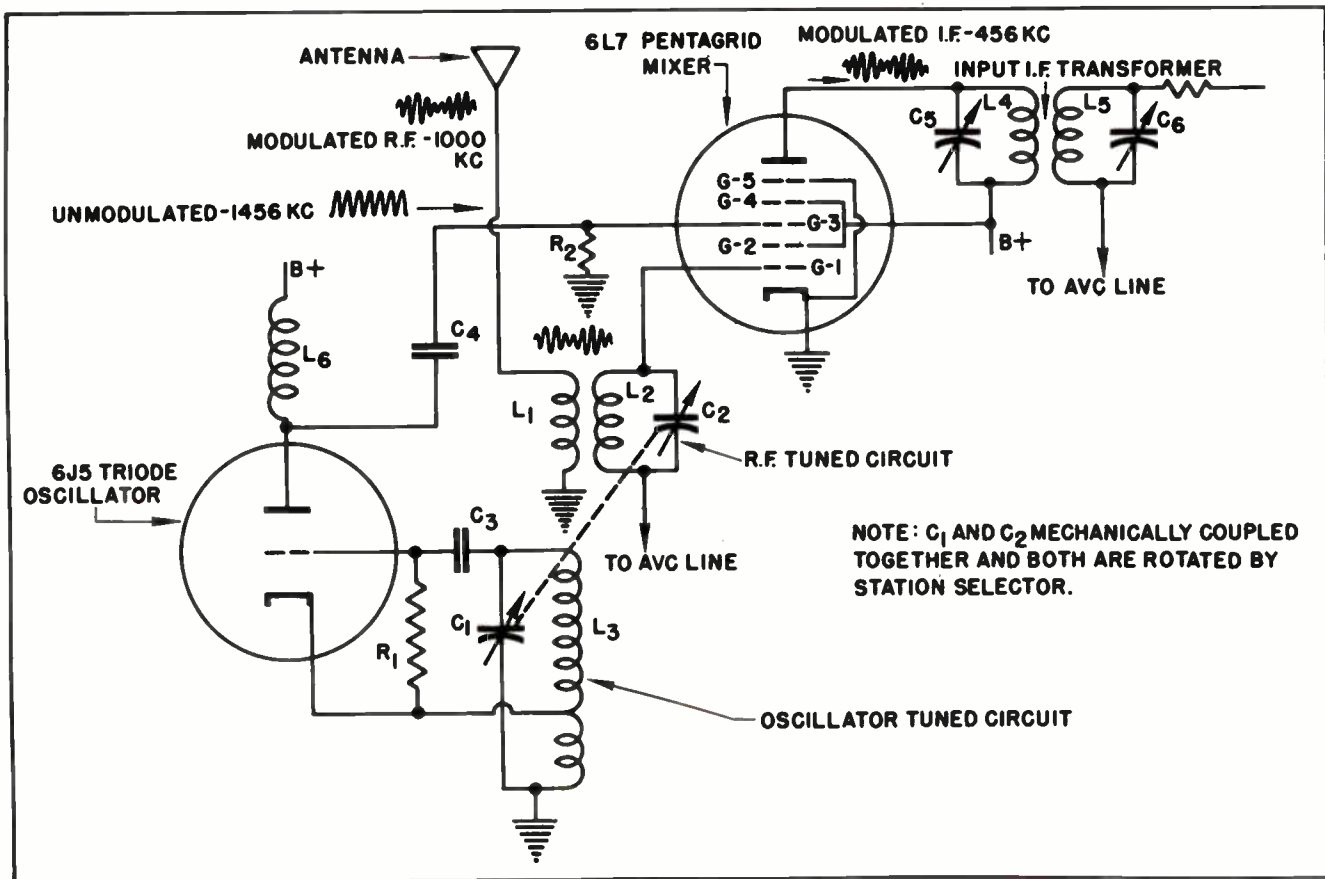 ANTENNA
6L7 PENTAGRID
MIXER
MODULATED I.F.-456KC
INPUT I.F. TRANSFORMER
MODULATED R.F. -1000
KC
UNMODULATED-1456 KC
C5
L4
L5
C6
G-5
G-4
G-3
G-2
G-1
R2
B+
TO AVC LINE
B+
L6
C4
L1
L2
C2
R.F. TUNED CIRCUIT
6J5 TRIODE
OSCILLATOR
C3
TO AVC LINE
NOTE: C1 AND C2 MECHANICALLY COUPLED
TOGETHER AND BOTH ARE ROTATED BY
STATION SELECTOR.
R1
C1
L3
OSCILLATOR TUNED CIRCUIT